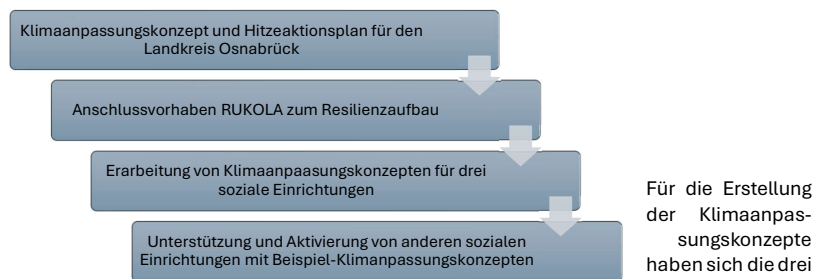 Klimaanpassungskonzept und Hitzeaktionsplan für den
Landkreis Osnabrück
Anschlussvorhaben RUKOLA zum Resilienzaufbau
Erarbeitung von Klimaanpaasungskonzepten für drei
soziale Einrichtungen
Unterstützung und Aktivierung von anderen sozialen
Einrichtungen mit Beispiel-Klimanpassungskonzepten
Für die Erstellung
der Klimaanpas-
sungskonzepte
haben sich die drei